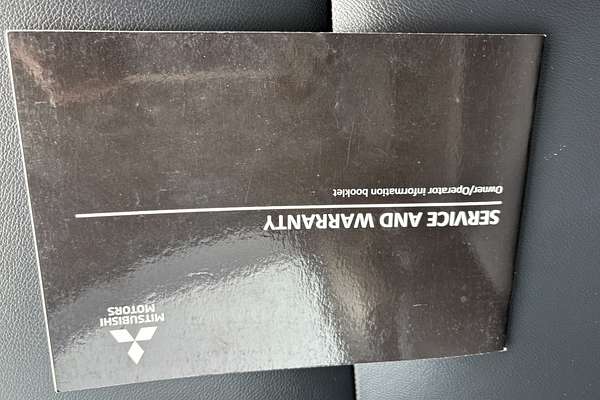 MITSUBISHI
MOTORS
SERVICE AND WARRANTY
Owner/Operator information booklet